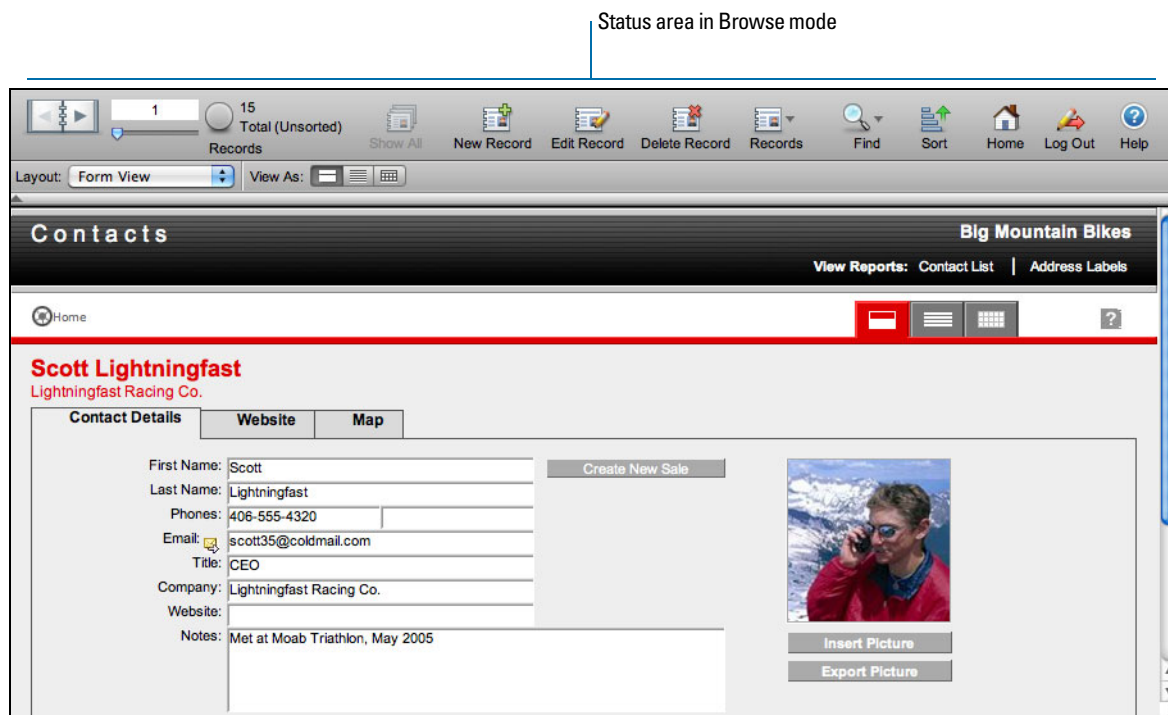 Status area in Browse mode
1
15
Total (Unsorted)
Records
Show All
New Record
Edit Record
Delete Record
Records
Find
Sort
Home
Log Out
Help
Layout: Form View
View As:
Contacts
Big Mountain Bikes
View Reports: Contact List | Address Labels
Home
?
Scott Lightningfast
Lightningfast Racing Co.
Contact Details
Website
Map
First Name: Scott
Create New Sale
Last Name: Lightningfast
Phones: 406-555-4320
Email: scott35@coldmail.com
Title: CEO
Company: Lightningfast Racing Co.
Website:
Notes: Met at Moab Triathlon, May 2005
Insert Picture
Export Picture